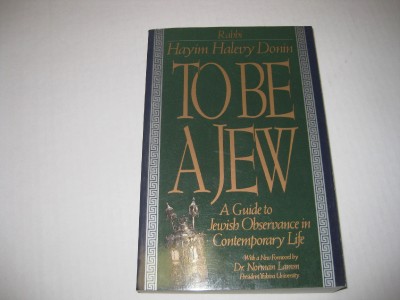 Rabbi
Hayim Halevy Donin
TO BE
A JEW
A Guide to
Jewish Observance in
Contemporary Life
With a New Foreword by
Dr. Norman Lamm
President Yeshiva University